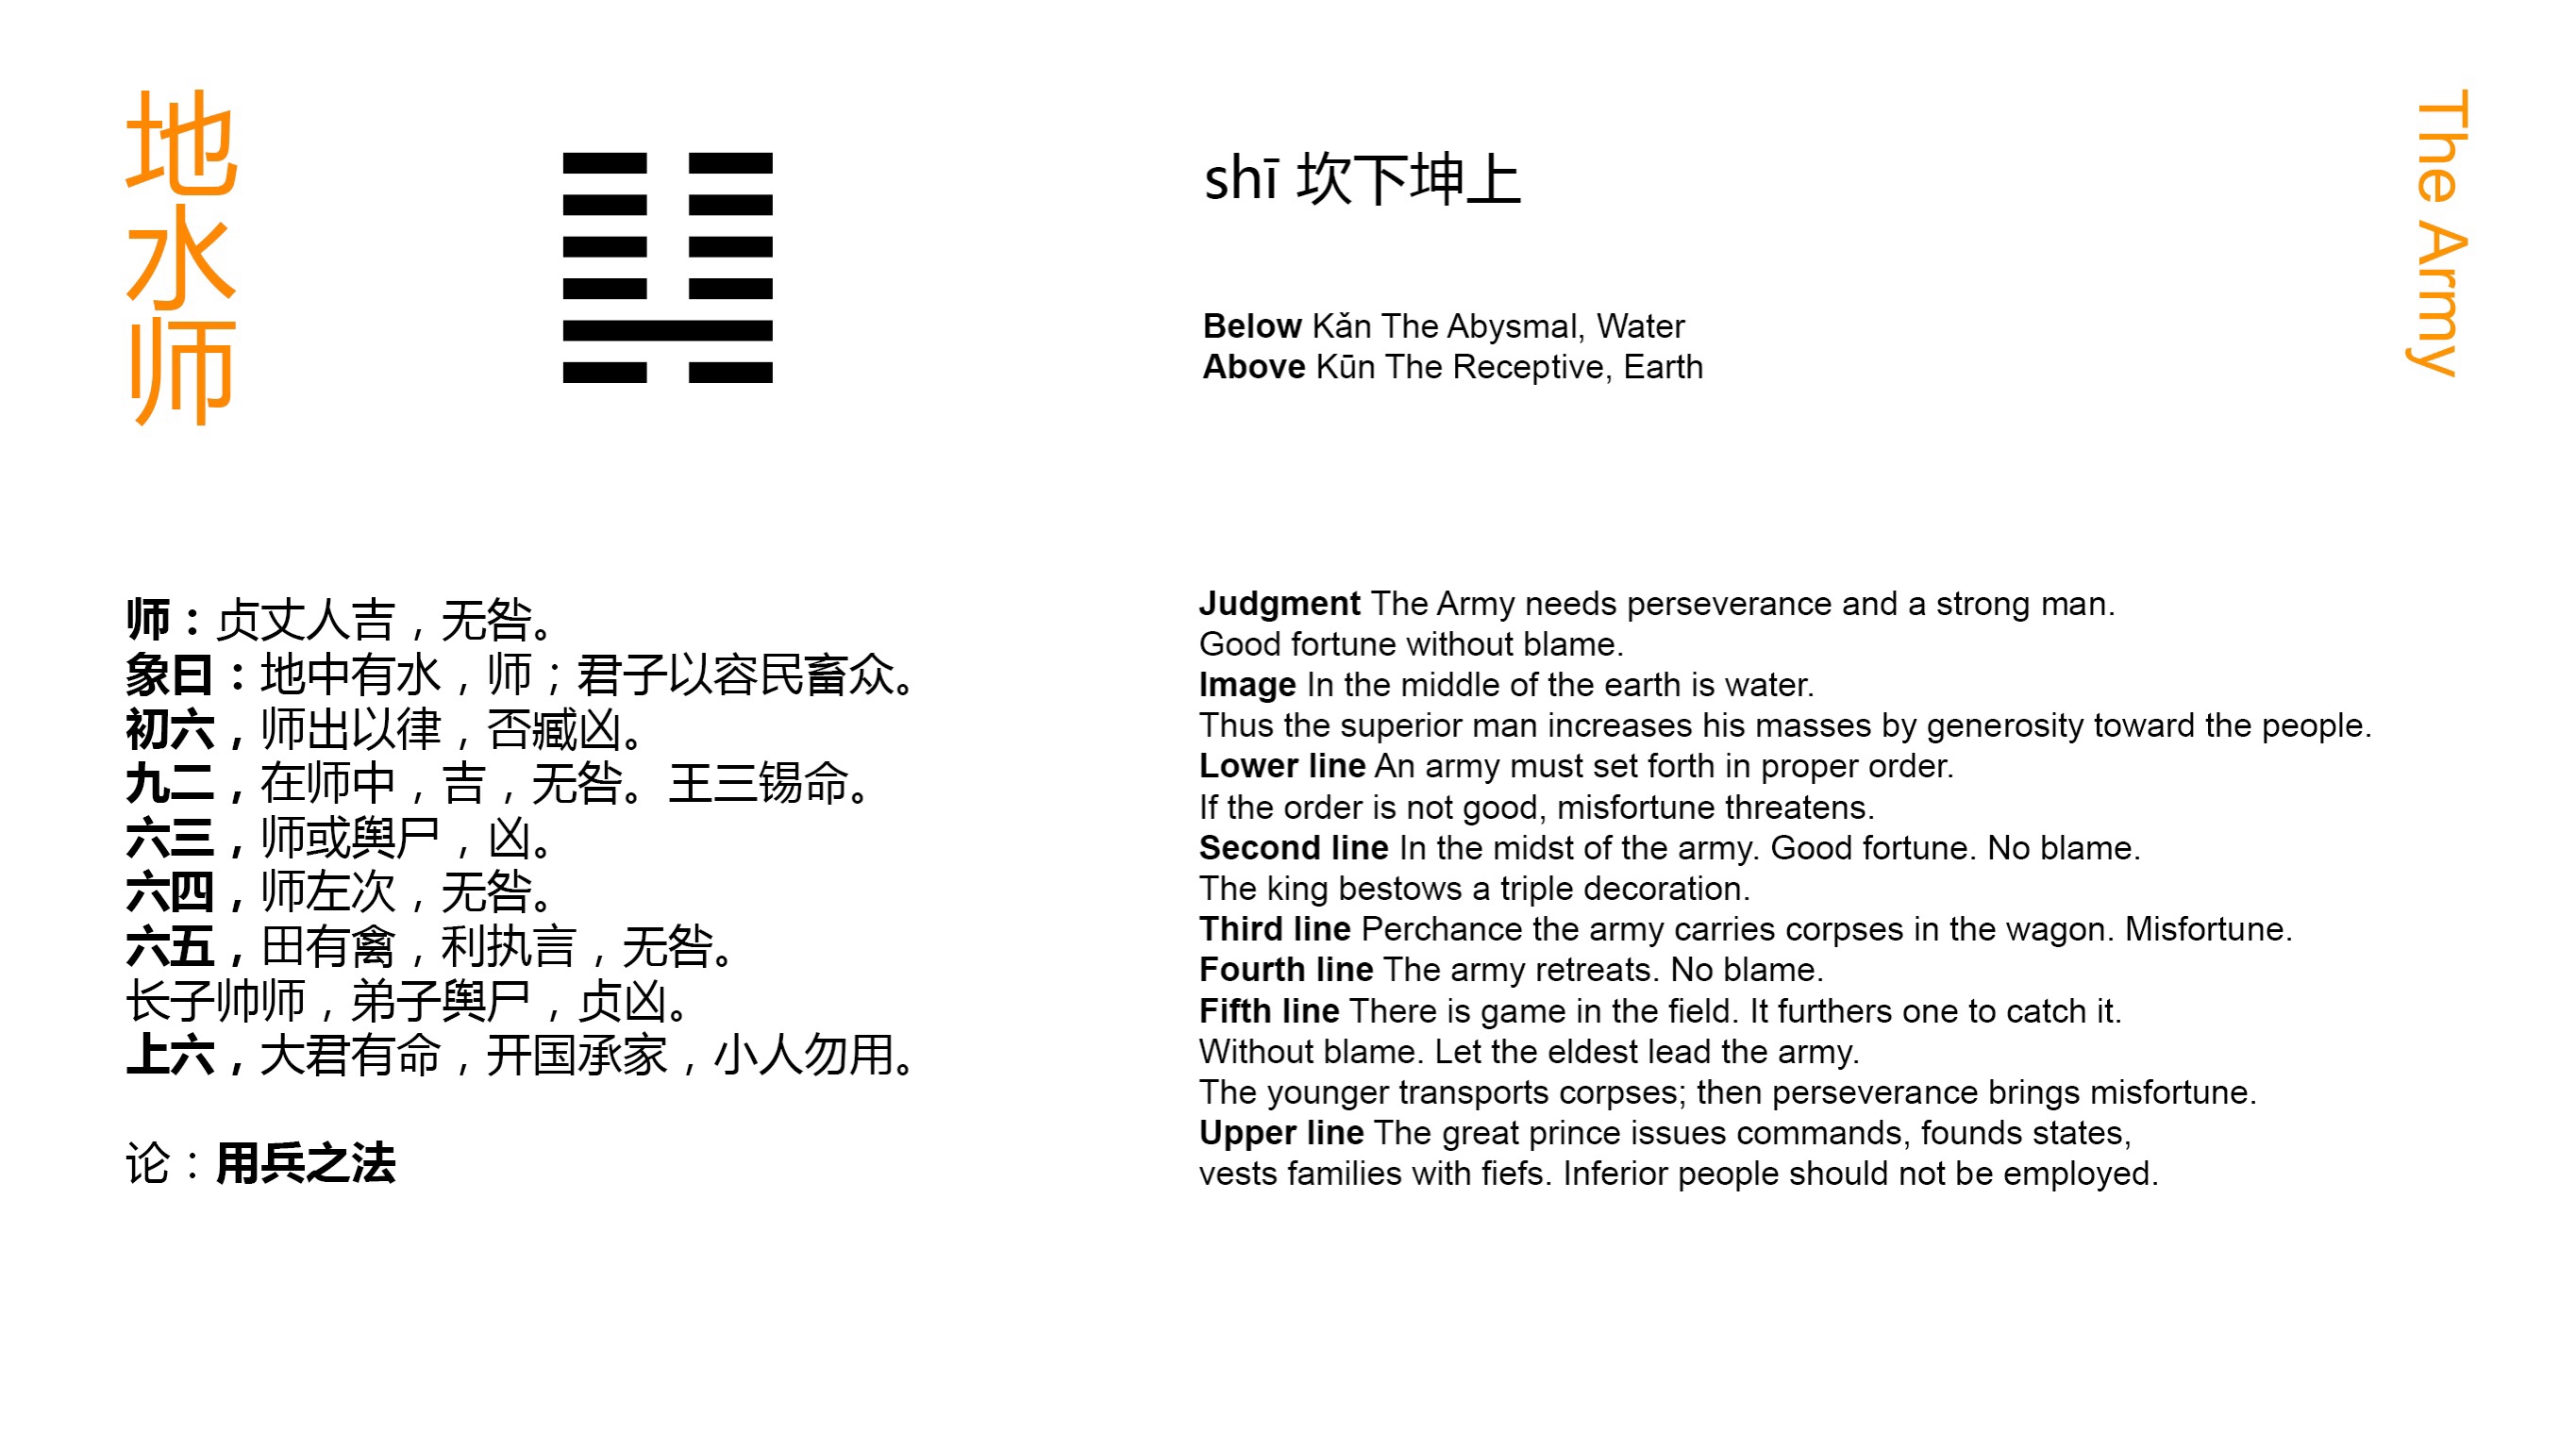 地水师
shī 坎下坤上
The Army
Below Kǎn The Abysmal, Water
Above Kūn The Receptive, Earth
师：贞丈人吉，无咎。
象曰：地中有水，师；君子以容民畜众。
初六，师出以律，否臧凶。
九二，在师中，吉，无咎。王三锡命。
六三，师或舆尸，凶。
六四，师左次，无咎。
六五，田有禽，利执言，无咎。
长子帅师，弟子舆尸，贞凶。
上六，大君有命，开国承家，小人勿用。
论：用兵之法
Judgment The Army needs perseverance and a strong man.
Good fortune without blame.
Image In the middle of the earth is water.
Thus the superior man increases his masses by generosity toward the people.
Lower line An army must set forth in proper order.
If the order is not good, misfortune threatens.
Second line In the midst of the army. Good fortune. No blame.
The king bestows a triple decoration.
Third line Perchance the army carries corpses in the wagon. Misfortune.
Fourth line The army retreats. No blame.
Fifth line There is game in the field. It furthers one to catch it.
Without blame. Let the eldest lead the army.
The younger transports corpses; then perseverance brings misfortune.
Upper line The great prince issues commands, founds states,
vests families with fiefs. Inferior people should not be employed.